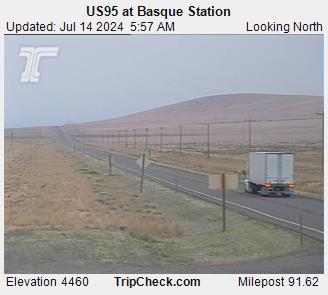 US95 at Basque Station
Updated: Jul 14 2024 5:57 AM Looking North
Elevation 4460 TripCheck.com Milepost 91.62